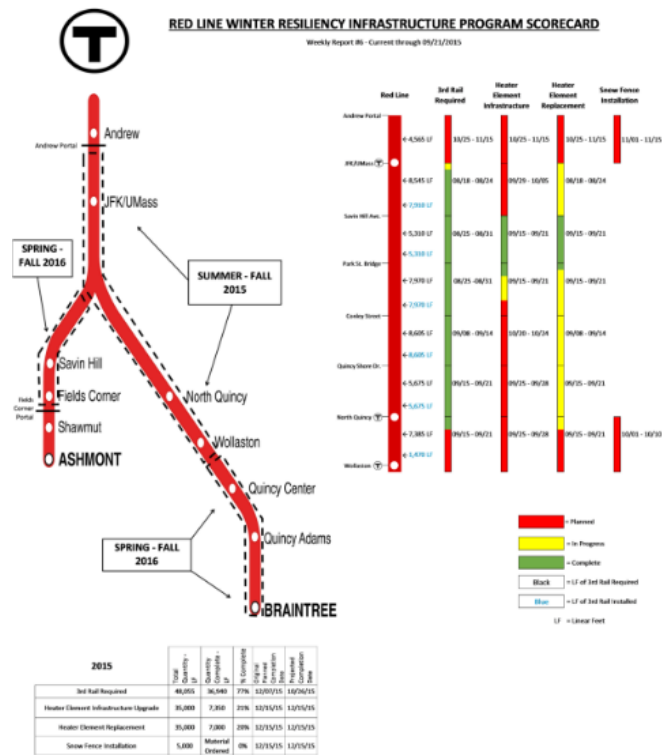 RED LINE WINTER RESILIENCY INFRASTRUCTURE PROGRAM SCORECARD
Weekly Report #6 - Current through 09/21/2015
T
Andrew
Andrew Portal
JFK/UMass
SPRING - FALL 2016
SUMMER - FALL 2015
Savin Hill
Fields Corner
Fields Corner Portal
Shawmut
ASHMONT
North Quincy
Wollaston
Quincy Center
Quincy Adams
SPRING - FALL 2016
BRAINTREE
Red Line
3rd Rail Required
Heater Element Infrastructure
Heater Element Replacement
Snow Fence Installation
Andrew Portal
4,565 LF 10/25 - 11/15 10/25 - 11/15 10/25 - 11/15 11/01 - 11/15
JFK/UMass T
8,545 LF 08/18 - 08/24 09/29 - 10/05 08/18 - 08/24
7,910 LF
Savin Hill Ave.
5,310 LF 08/25 - 08/31 09/15 - 09/21 09/15 - 09/21
5,310 LF
Park St. Bridge
7,970 LF 08/25 - 08/31 09/15 - 09/21 09/15 - 09/21
7,970 LF
Conley Street
8,605 LF 09/08 - 09/14 10/20 - 10/24 09/08 - 09/14
8,605 LF
Quincy Shore Dr.
5,675 LF 09/15 - 09/21 09/25 - 09/28 09/15 - 09/21
5,675 LF
North Quincy T
7,385 LF 09/15 - 09/21 09/25 - 09/28 09/15 - 09/21 10/01 - 10/10
1,470 LF
Wollaston T
= Planned
= In Progress
= Complete
Black = LF of 3rd Rail Required
Blue = LF of 3rd Rail Installed
LF = Linear Feet
2015 Total Quantity - LF Quantity Complete - LF % Complete Original Planned Completion Date Projected Completion Date
3rd Rail Required 48,055 36,940 77% 12/07/15 10/26/15
Heater Element Infrastructure Upgrade 35,000 7,350 21% 12/15/15 12/15/15
Heater Element Replacement 35,000 7,000 20% 12/15/15 12/15/15
Snow Fence Installation 5,000 Material Ordered 0% 12/15/15 12/15/15